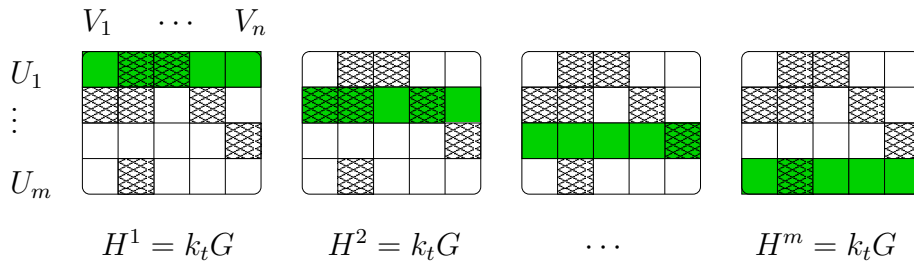 V_1 ⋯ V_n
U_1
⋮
U_m
H^1 = k_tG H^2 = k_tG ⋯ H^m = k_tG